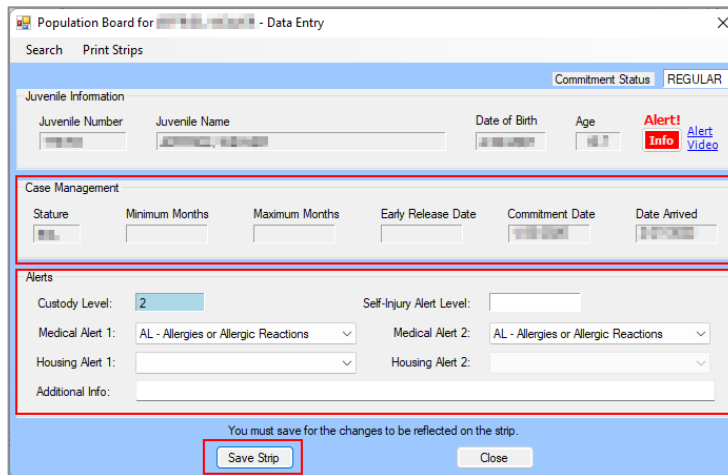 Population Board for - Data Entry
Search Print Strips
Commitment Status REGULAR
Juvenile Information
Juvenile Number Juvenile Name Date of Birth Age Alert!
Info Alert Video
Case Management
Stature Minimum Months Maximum Months Early Release Date Commitment Date Date Arrived
Alerts
Custody Level: 2 Self-Injury Alert Level:
Medical Alert 1: AL - Allergies or Allergic Reactions Medical Alert 2: AL - Allergies or Allergic Reactions
Housing Alert 1: Housing Alert 2:
Additional Info:
You must save for the changes to be reflected on the strip.
Save Strip Close